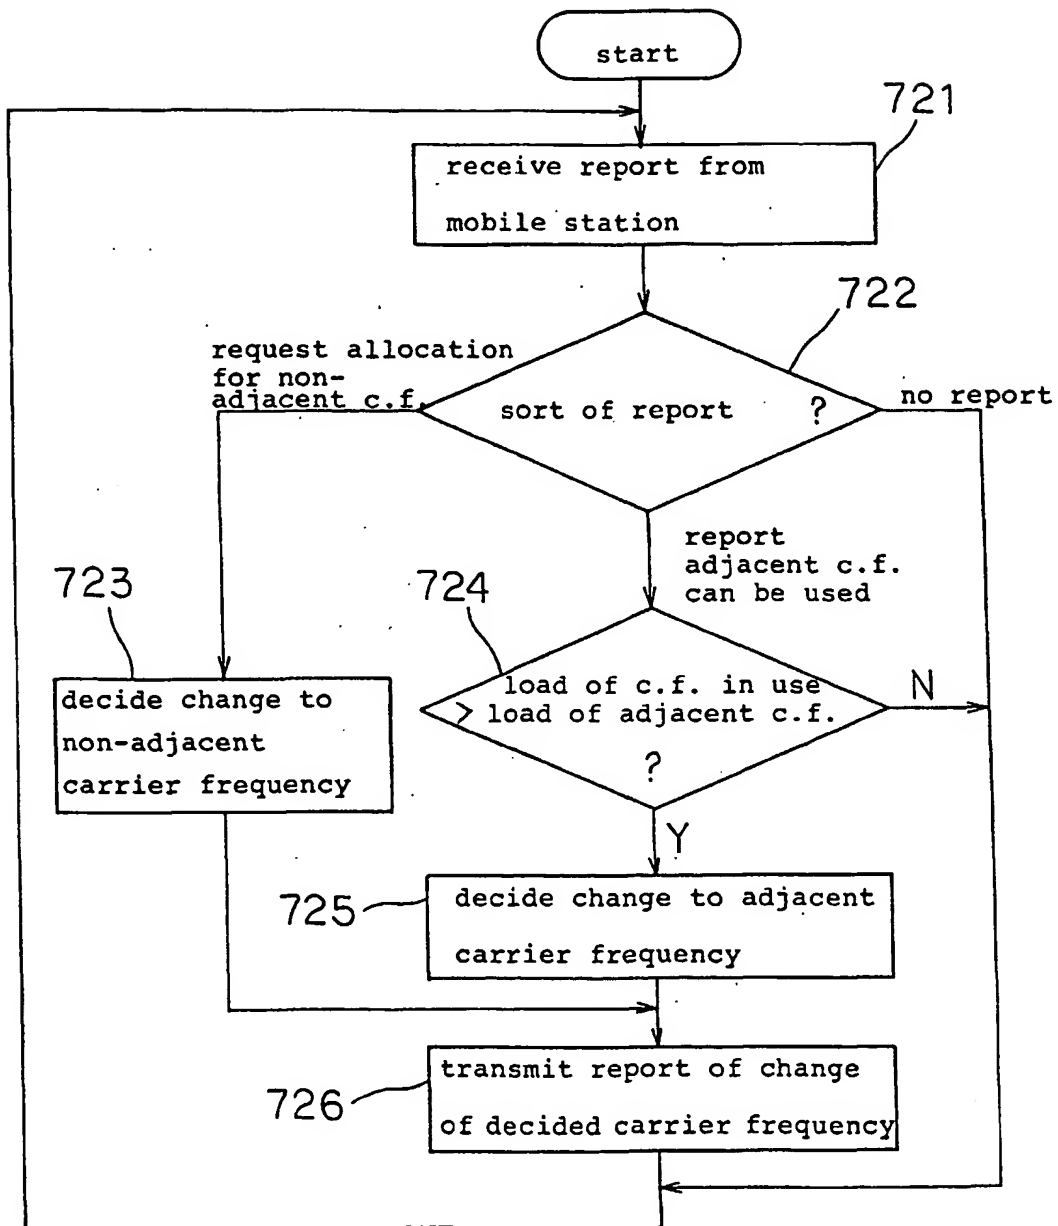 start
721
receive report from
mobile station
722
request allocation
for non-
adjacent c.f.
sort of report ?
no report
report
adjacent c.f.
can be used
723
724
decide change to
non-adjacent
carrier frequency
load of c.f. in use
> load of adjacent c.f.
?
N
Y
725
decide change to adjacent
carrier frequency
726
transmit report of change
of decided carrier frequency